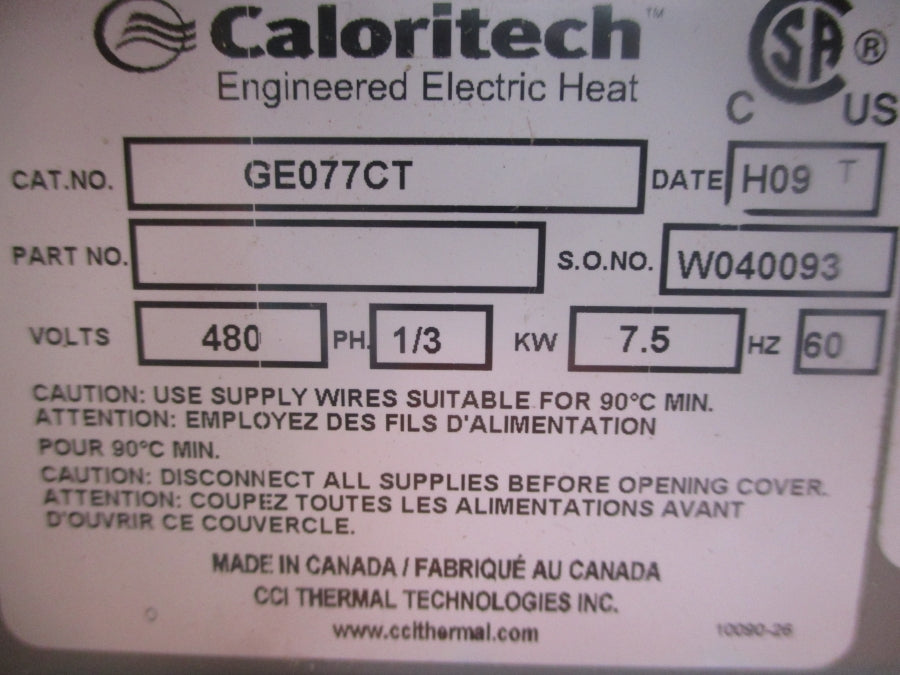 Caloritech™
Engineered Electric Heat
CSA®
C US
CAT.NO. GE077CT DATE H09 T
PART NO. S.O.NO. W040093
VOLTS 480 PH. 1/3 KW 7.5 HZ 60
CAUTION: USE SUPPLY WIRES SUITABLE FOR 90°C MIN.
ATTENTION: EMPLOYEZ DES FILS D'ALIMENTATION
POUR 90°C MIN.
CAUTION: DISCONNECT ALL SUPPLIES BEFORE OPENING COVER.
ATTENTION: COUPEZ TOUTES LES ALIMENTATIONS AVANT
D'OUVRIR CE COUVERCLE.
MADE IN CANADA / FABRIQUÉ AU CANADA
CCI THERMAL TECHNOLOGIES INC.
www.ccithermal.com
10090-26